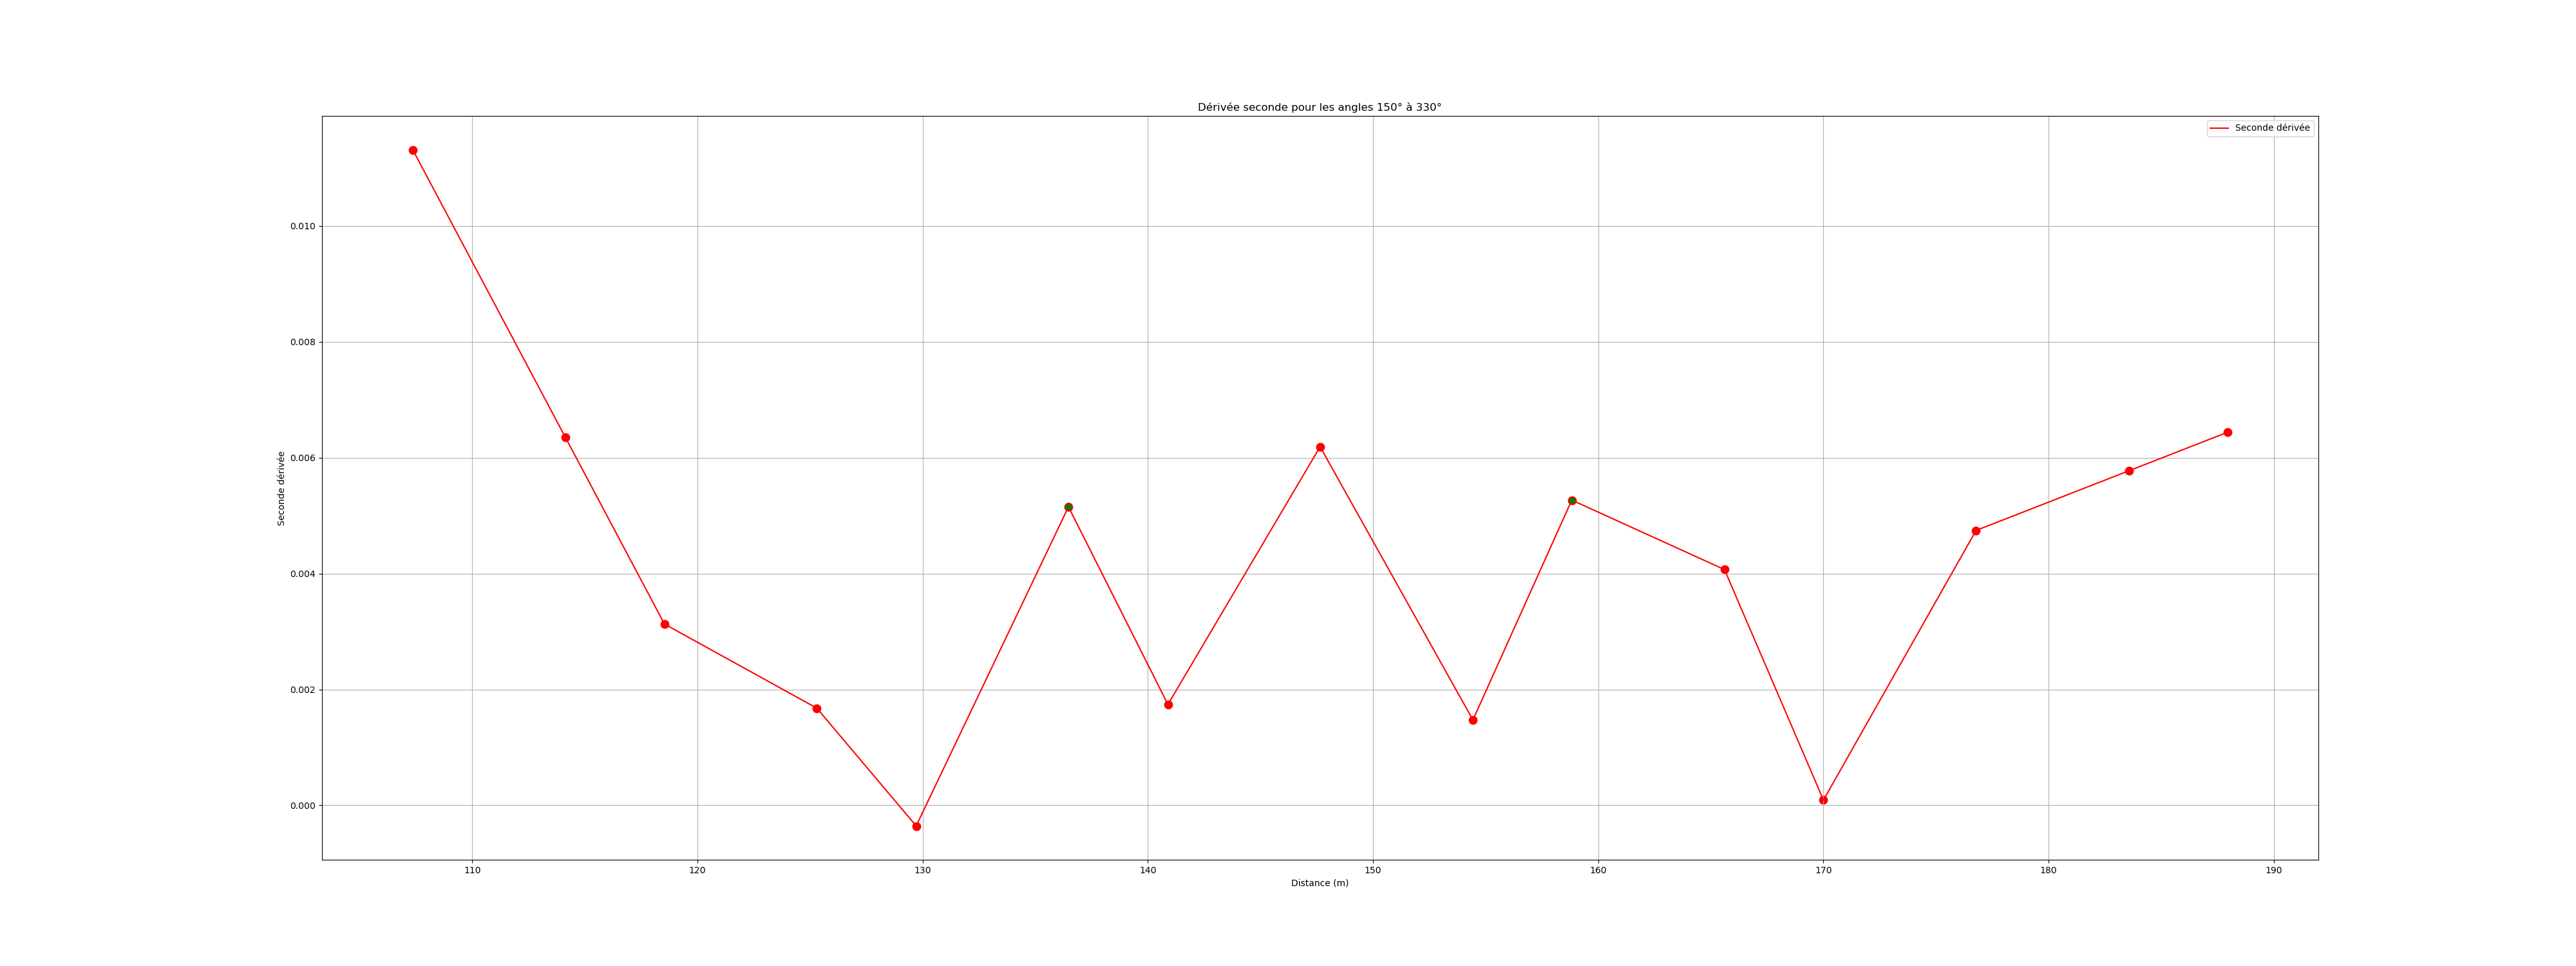 Dérivée seconde pour les angles 150° à 330°
Seconde dérivée
0.010
0.008
0.006
0.004
0.002
0.000
Seconde dérivée
110 120 130 140 150 160 170 180 190
Distance (m)